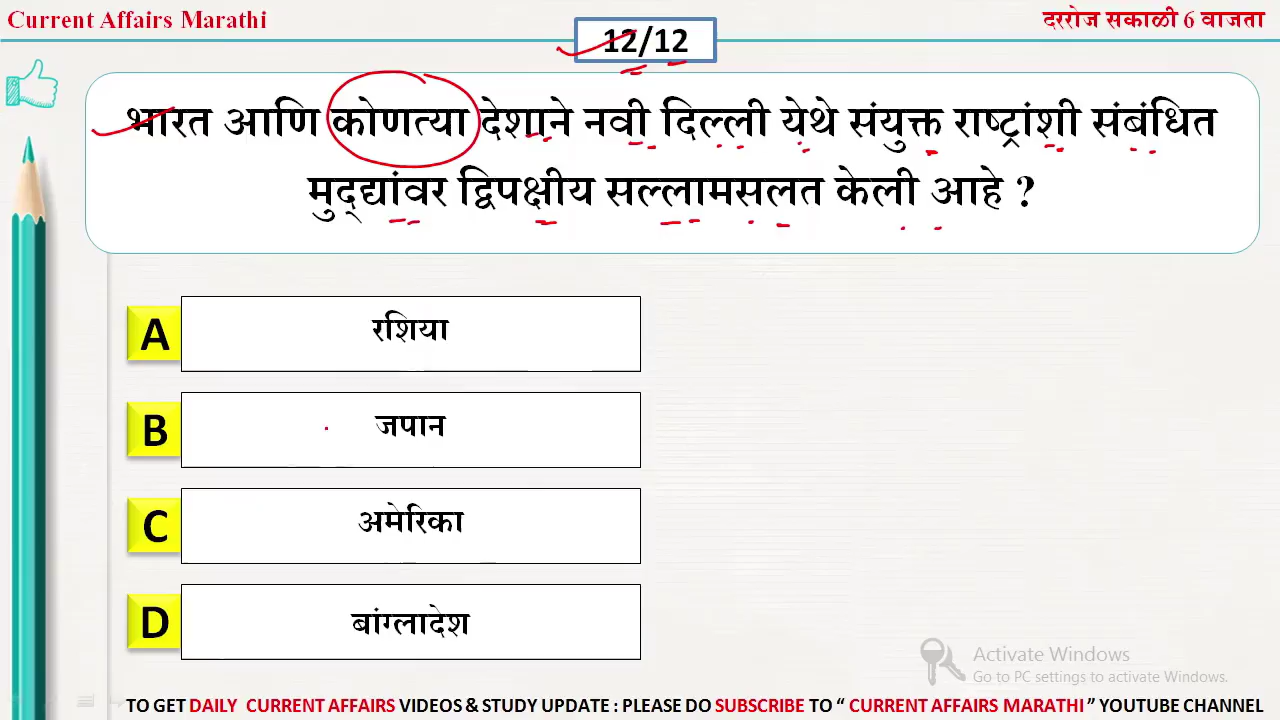 Current Affairs Marathi
दररोज सकाळी 6 वाजता
12/12
भारत आणि कोणत्या देशाने नवी दिल्ली येथे संयुक्त राष्ट्रांशी संबंधित
मुद्द्यांवर द्विपक्षीय सल्लामसलत केली आहे ?
A रशिया
B जपान
C अमेरिका
D बांग्लादेश
Activate Windows
Go to PC settings to activate Windows.
TO GET DAILY CURRENT AFFAIRS VIDEOS & STUDY UPDATE : PLEASE DO SUBSCRIBE TO “ CURRENT AFFAIRS MARATHI ” YOUTUBE CHANNEL